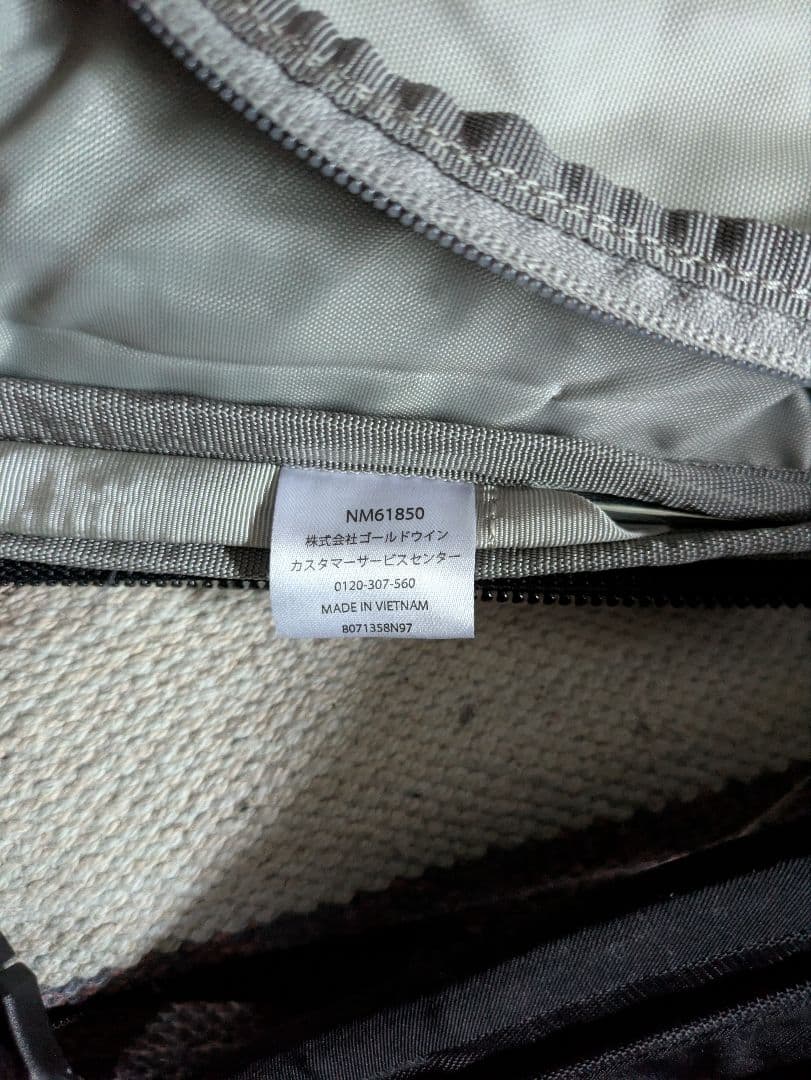 NM61850
株式会社ゴールドウイン
カスタマーサービスセンター
0120-307-560
MADE IN VIETNAM
B071358N97